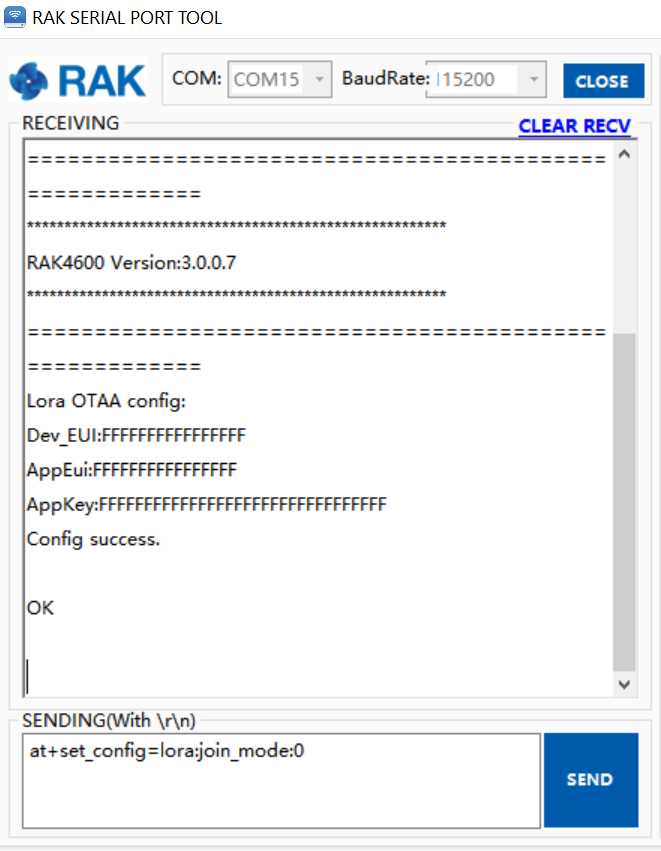 RAK SERIAL PORT TOOL
RAK COM: COM15 BaudRate: 115200 CLOSE
RECEIVING CLEAR RECV
===========================================
=============
********************************************************
RAK4600 Version:3.0.0.7
********************************************************
===========================================
=============
Lora OTAA config:
Dev_EUI:FFFFFFFFFFFFFFFF
AppEui:FFFFFFFFFFFFFFFF
AppKey:FFFFFFFFFFFFFFFFFFFFFFFFFFFFFFFF
Config success.
OK
SENDING(With \r\n)
at+set_config=lora:join_mode:0
SEND